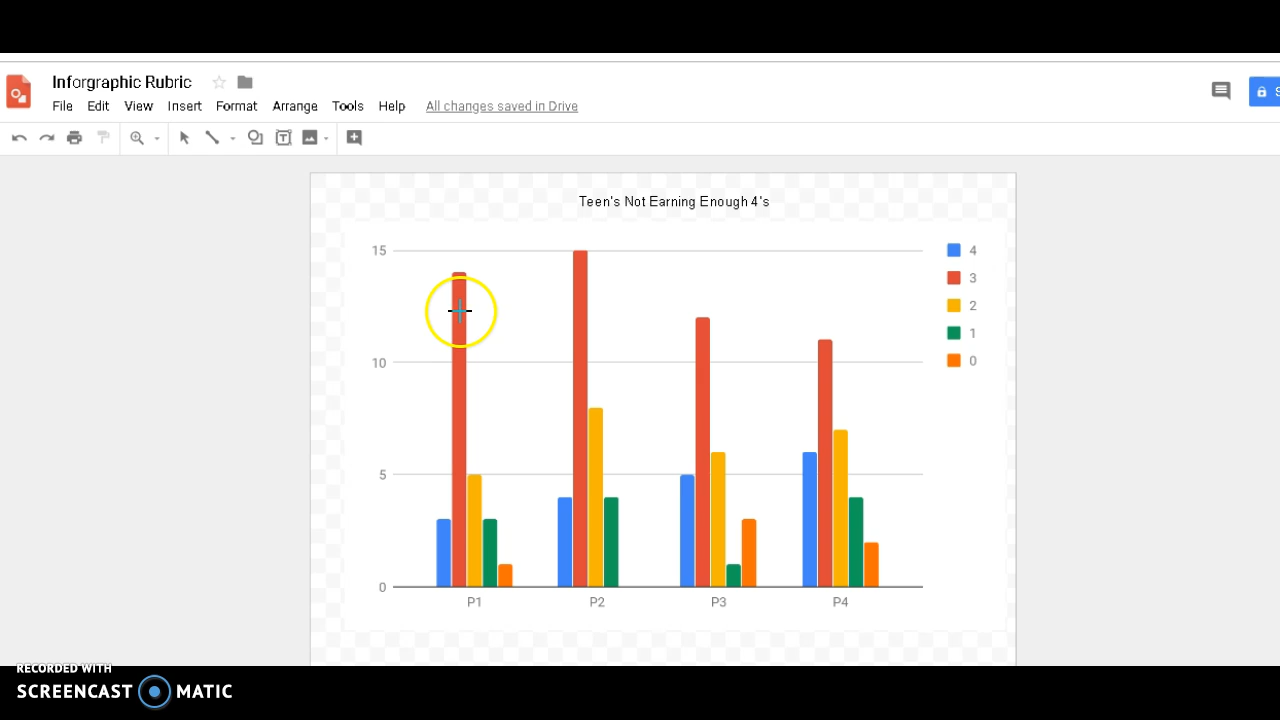 Inforgraphic Rubric
File Edit View Insert Format Arrange Tools Help All changes saved in Drive
Teen's Not Earning Enough 4's
15
10
5
0
4
3
2
1
0
P1 P2 P3 P4
RECORDED WITH
SCREENCAST MATIC